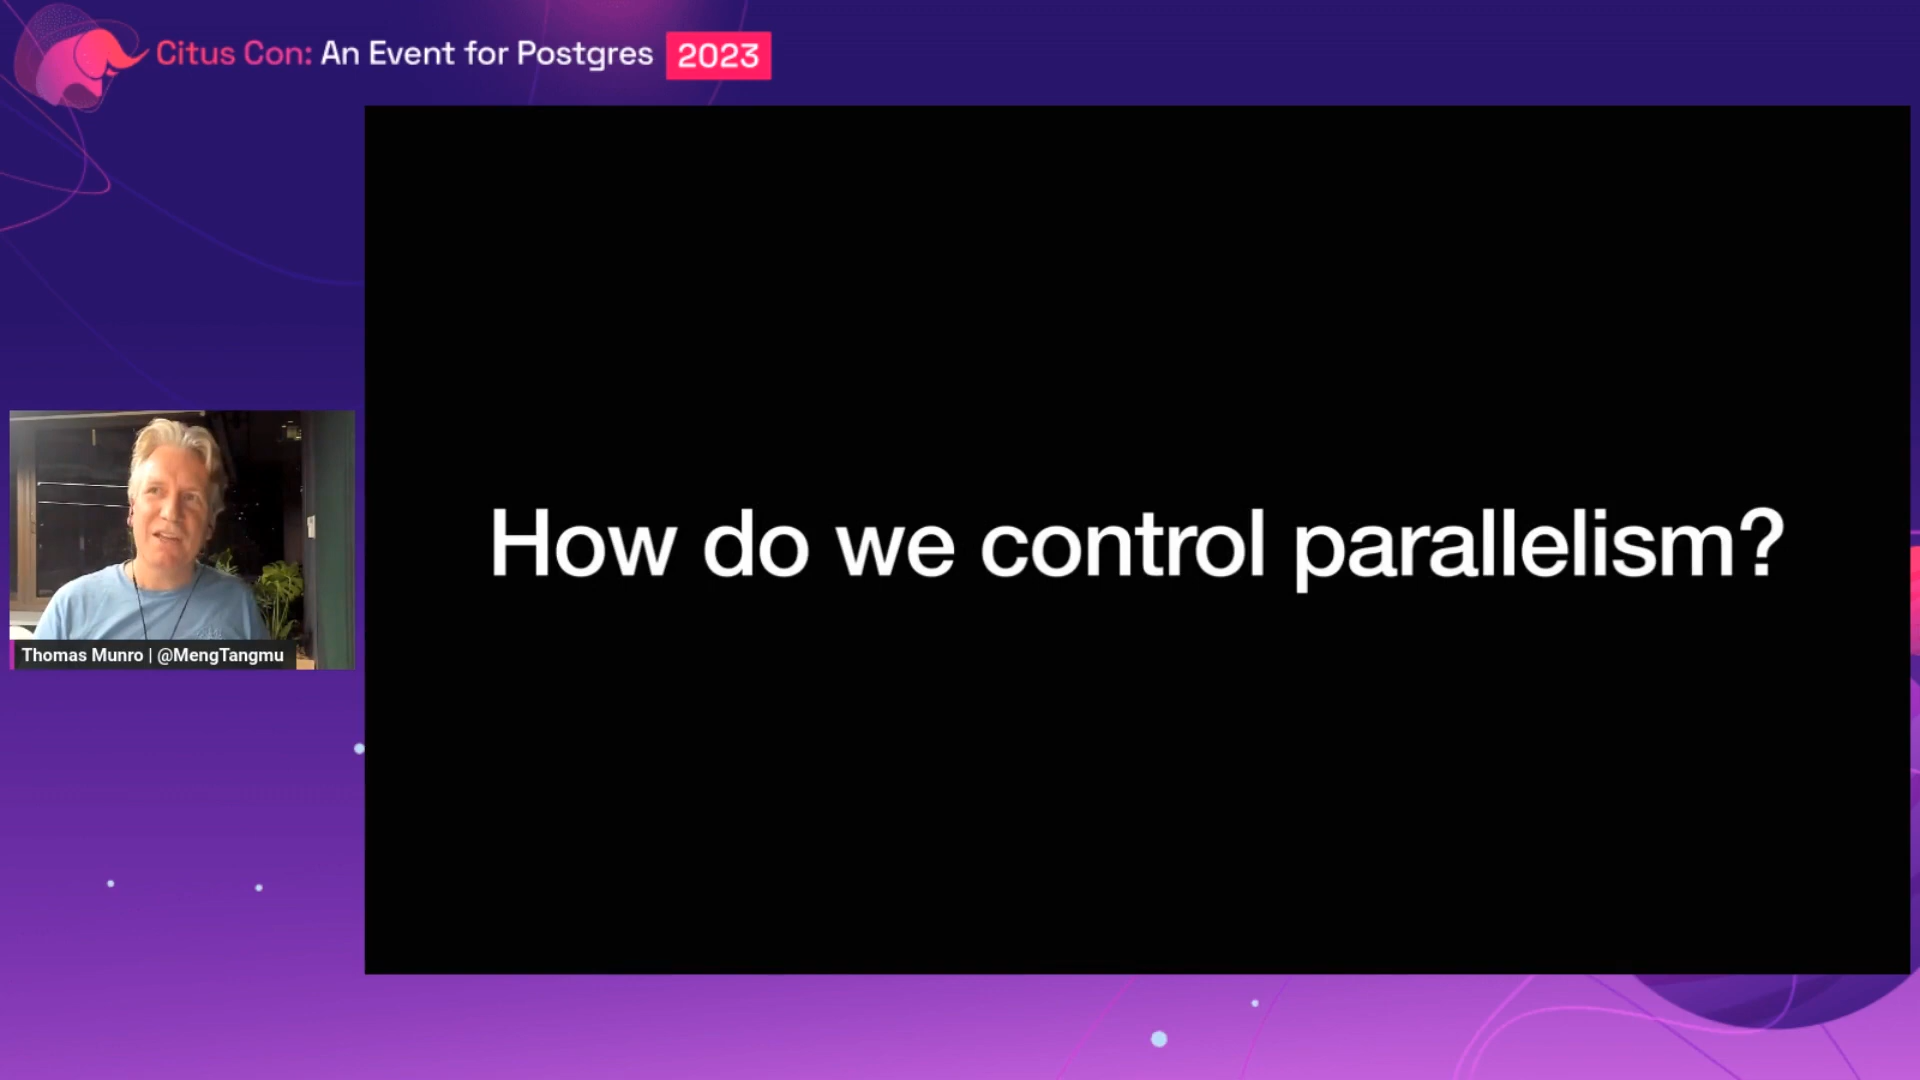 Citus Con: An Event for Postgres 2023
How do we control parallelism?
Thomas Munro | @MengTangmu